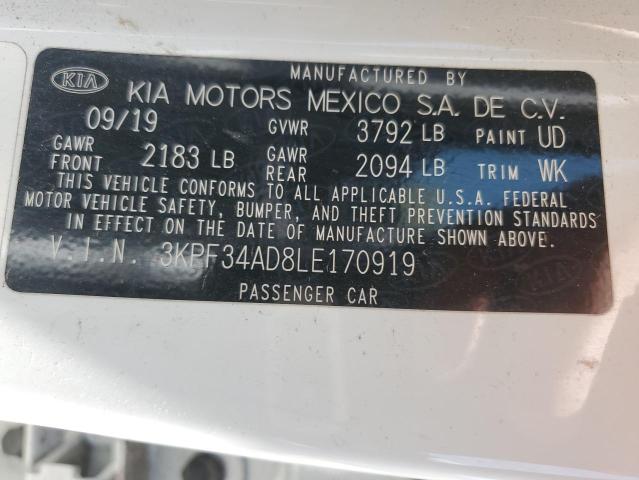 KIA
MANUFACTURED BY
KIA MOTORS MEXICO S.A. DE C.V.
09/19 GVWR 3792 LB PAINT UD
GAWR FRONT 2183 LB GAWR REAR 2094 LB TRIM WK
THIS VEHICLE CONFORMS TO ALL APPLICABLE U.S.A. FEDERAL
MOTOR VEHICLE SAFETY, BUMPER, AND THEFT PREVENTION STANDARDS
IN EFFECT ON THE DATE OF MANUFACTURE SHOWN ABOVE.
V.I.N. 3KPF34AD8LE170919
PASSENGER CAR